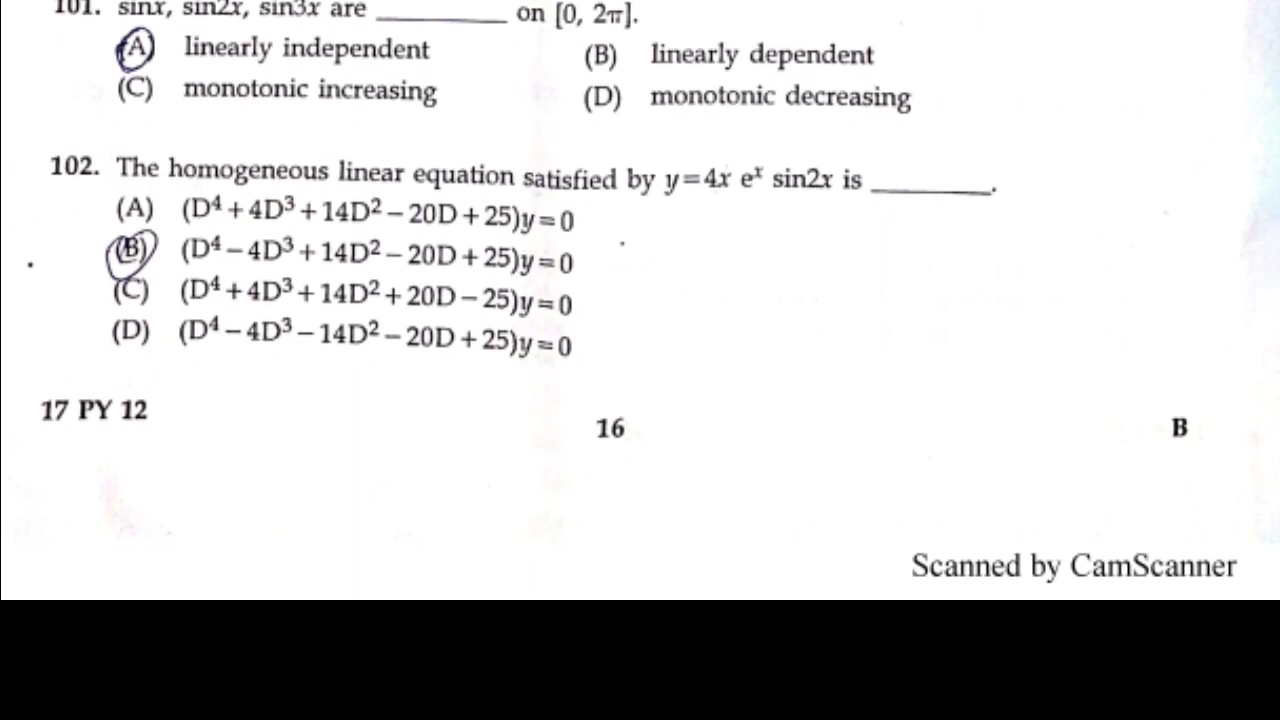 101. sinx, sin2x, sin3x are __________ on [0, 2π].
(A) linearly independent (B) linearly dependent
(C) monotonic increasing (D) monotonic decreasing
102. The homogeneous linear equation satisfied by y=4x eˣ sin2x is __________.
(A) (D⁴+4D³+14D²−20D+25)y=0
(B) (D⁴−4D³+14D²−20D+25)y=0
(C) (D⁴+4D³+14D²+20D−25)y=0
(D) (D⁴−4D³−14D²−20D+25)y=0
17 PY 12 16 B
Scanned by CamScanner